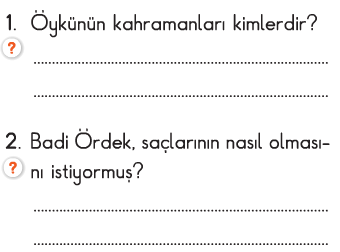 1. Öykünün kahramanları kimlerdir?
?
................................................................................
................................................................................
2. Badi Ördek, saçlarının nasıl olması-
? nı istiyormuş?
................................................................................
................................................................................